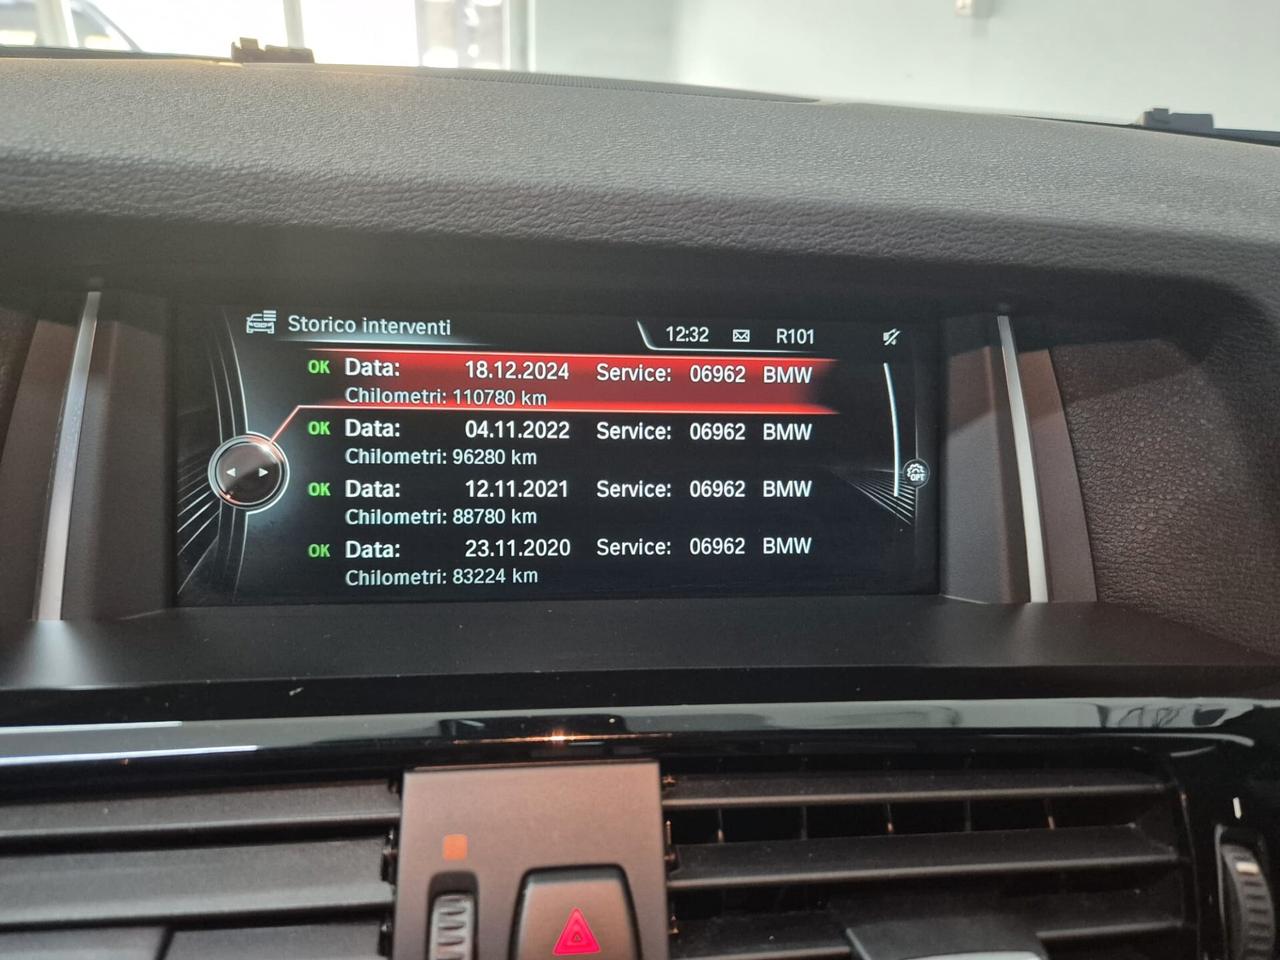 Storico interventi 12:32 R101
OK Data: 18.12.2024 Service: 06962 BMW
Chilometri: 110780 km
OK Data: 04.11.2022 Service: 06962 BMW
Chilometri: 96280 km
OK Data: 12.11.2021 Service: 06962 BMW
Chilometri: 88780 km
OK Data: 23.11.2020 Service: 06962 BMW
Chilometri: 83224 km
OPT